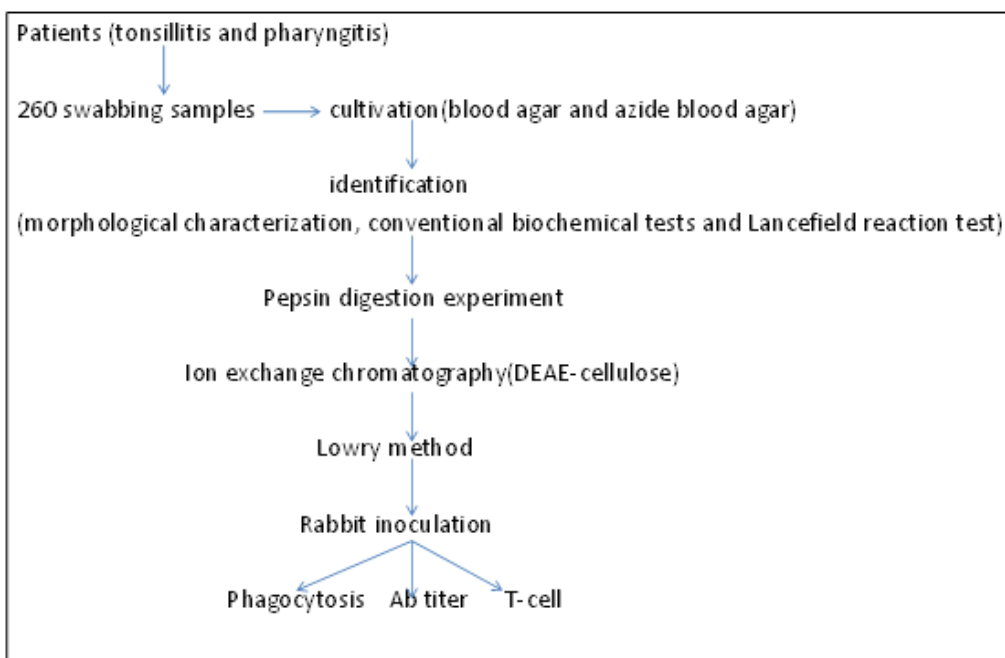 Patients (tonsillitis and pharyngitis)
260 swabbing samples cultivation(blood agar and azide blood agar)
identification
(morphological characterization, conventional biochemical tests and Lancefield reaction test)
Pepsin digestion experiment
Ion exchange chromatography(DEAE-cellulose)
Lowry method
Rabbit inoculation
Phagocytosis Ab titer T-cell